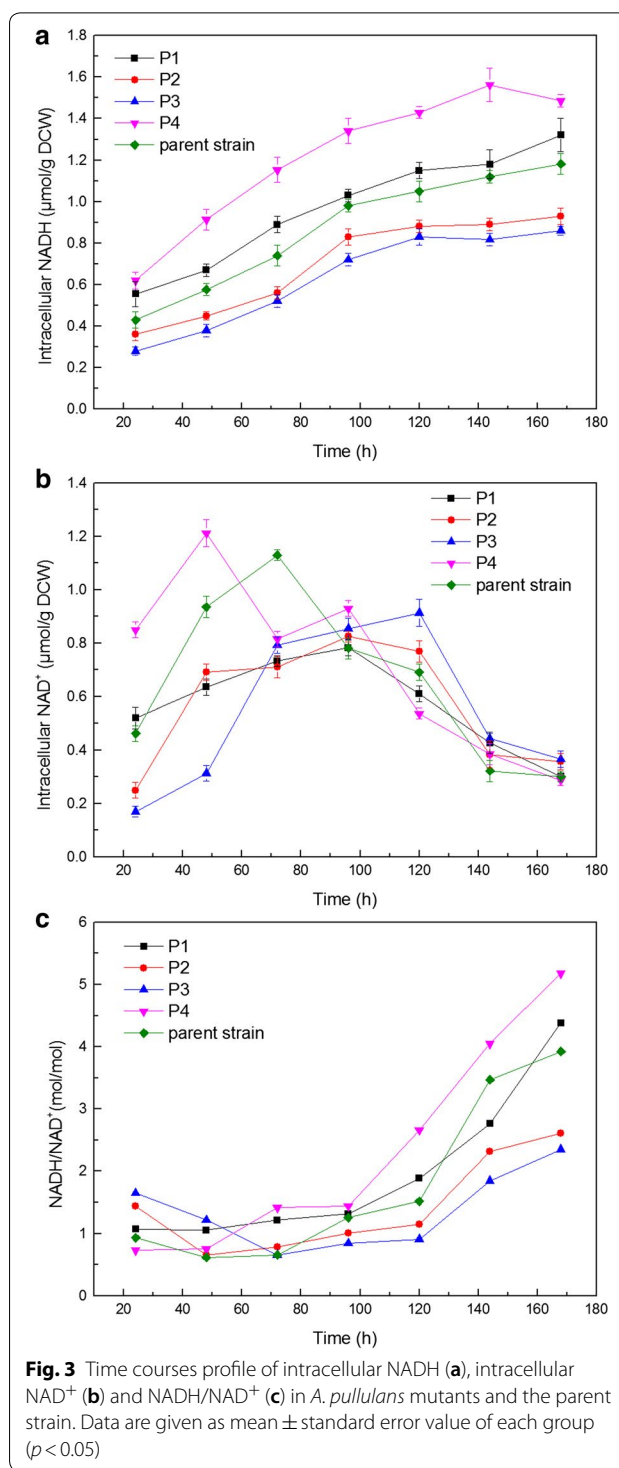 a
P1
P2
P3
P4
parent strain
Intracellular NADH (µmol/g DCW)
1.8
1.6
1.4
1.2
1.0
0.8
0.6
0.4
0.2
0.0
20 40 60 80 100 120 140 160 180
Time (h)
b
P1
P2
P3
P4
parent strain
Intracellular NAD⁺ (µmol/g DCW)
1.4
1.2
1.0
0.8
0.6
0.4
0.2
0.0
20 40 60 80 100 120 140 160 180
Time (h)
c
P1
P2
P3
P4
parent strain
NADH/NAD⁺(mol/mol)
6
5
4
3
2
1
0
20 40 60 80 100 120 140 160 180
Time (h)
Fig. 3 Time courses profile of intracellular NADH (a), intracellular
NAD⁺ (b) and NADH/NAD⁺ (c) in A. pullulans mutants and the parent
strain. Data are given as mean ± standard error value of each group
(p < 0.05)